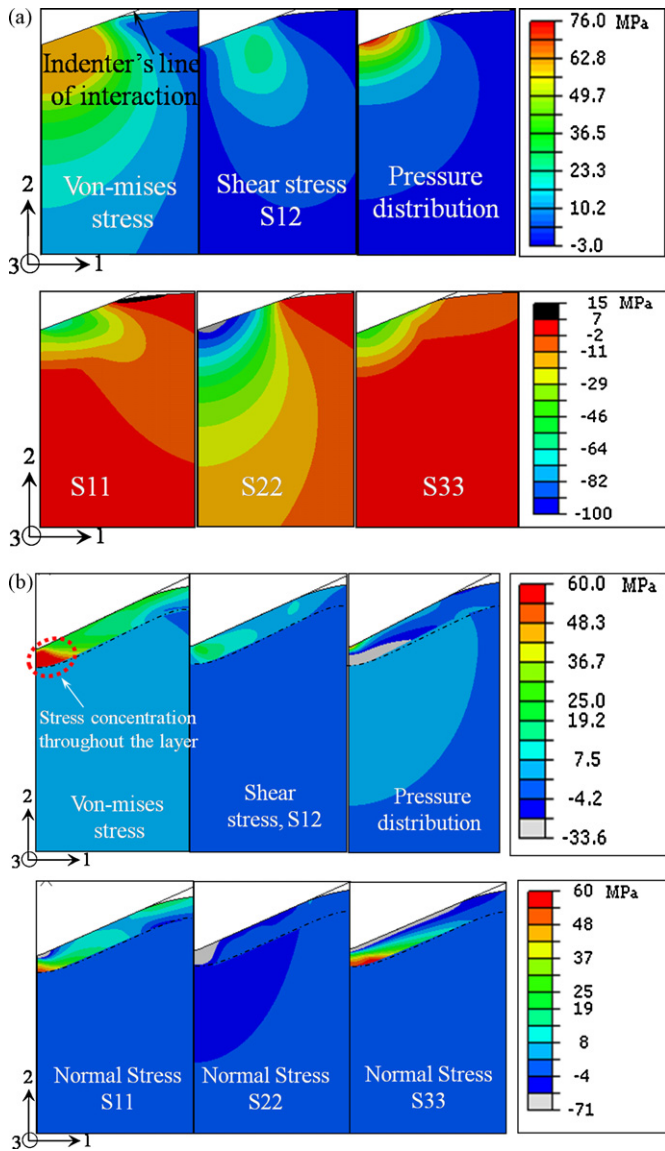 (a)
Indenter's line
of interaction
Von-mises
stress
Shear stress
S12
Pressure
distribution
76.0 MPa
62.8
49.7
36.5
23.3
10.2
-3.0
2
3 1
S11
S22
S33
15 MPa
7
-2
-11
-29
-46
-64
-82
-100
2
3 1
(b)
Stress concentration
throughout the layer
Von-mises
stress
Shear
stress, S12
Pressure
distribution
60.0 MPa
48.3
36.7
25.0
19.2
7.5
-4.2
-33.6
2
3 1
Normal Stress
S11
Normal Stress
S22
Normal Stress
S33
60 MPa
48
37
25
19
8
-4
-71
2
3 1